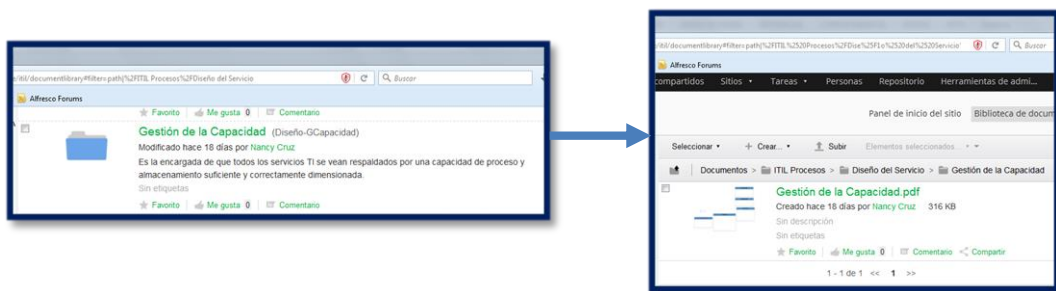 e/itil/documentlibrary#filter=path|%2FITIL Procesos%2FDiseño del Servicio
Buscar
Alfresco Forums
Favorito Me gusta 0 Comentario
Gestión de la Capacidad (Diseño-GCapacidad)
Modificado hace 18 días por Nancy Cruz
Es la encargada de que todos los servicios TI se vean respaldados por una capacidad de proceso y
almacenamiento suficiente y correctamente dimensionada.
Sin etiquetas
Favorito Me gusta 0 Comentario
Buscar
Alfresco Forums
compartidos Sitios Tareas Personas Repositorio Herramientas de admi...
Panel de inicio del sitio Biblioteca de docum
Seleccionar + Crear... Subir Elementos seleccionados...
Documentos > ITIL Procesos > Diseño del Servicio > Gestión de la Capacidad
Gestión de la Capacidad.pdf
Creado hace 18 días por Nancy Cruz 316 KB
Sin descripción
Sin etiquetas
Favorito Me gusta 0 Comentario Compartir
1 - 1 de 1 << 1 >>